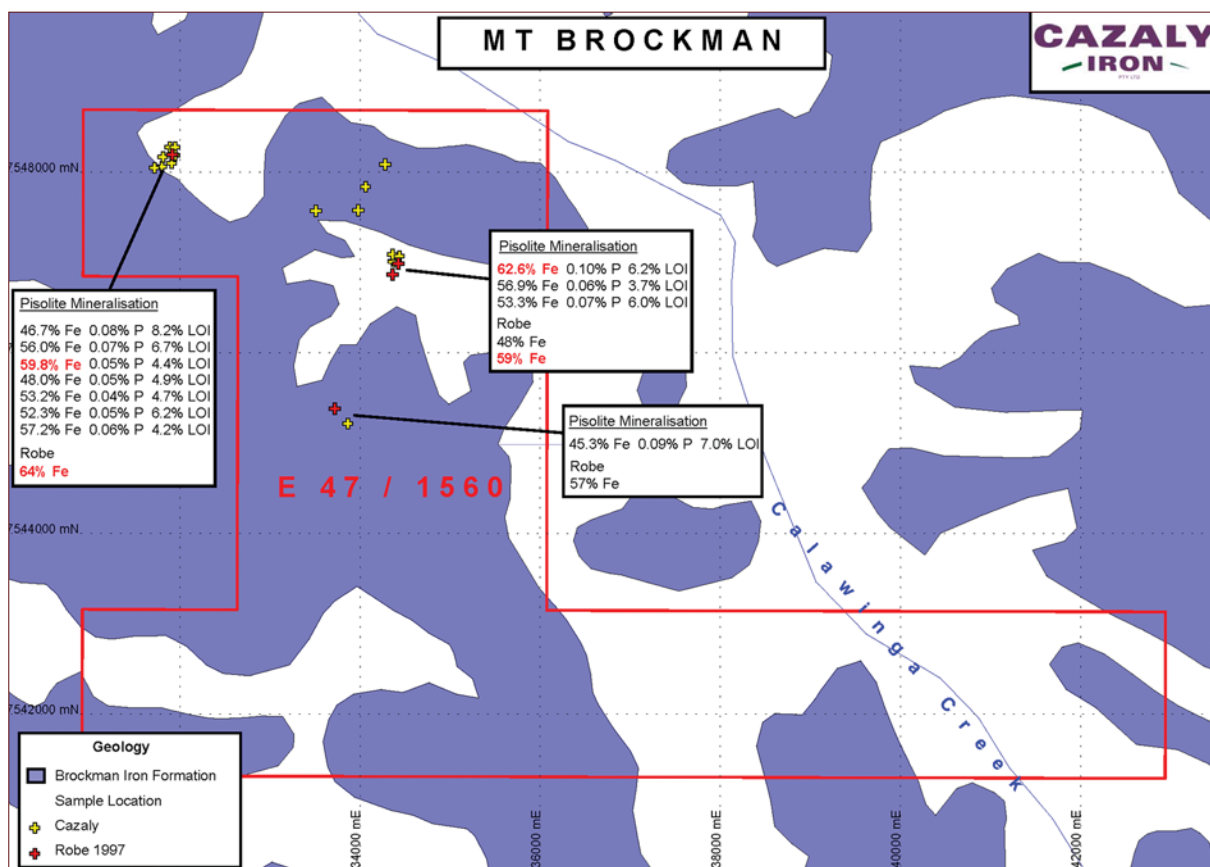 MT BROCKMAN
CAZALY
IRON
PTY LTD
7548000 mN
Pisolite Mineralisation
62.6% Fe 0.10% P 6.2% LOI
56.9% Fe 0.06% P 3.7% LOI
53.3% Fe 0.07% P 6.0% LOI
Robe
48% Fe
59% Fe
Pisolite Mineralisation
46.7% Fe 0.08% P 8.2% LOI
56.0% Fe 0.07% P 6.7% LOI
59.8% Fe 0.05% P 4.4% LOI
48.0% Fe 0.05% P 4.9% LOI
53.2% Fe 0.04% P 4.7% LOI
52.3% Fe 0.05% P 6.2% LOI
57.2% Fe 0.06% P 4.2% LOI
Robe
64% Fe
Pisolite Mineralisation
45.3% Fe 0.09% P 7.0% LOI
Robe
57% Fe
E 47 / 1560
7544000 mN
Calawinga Creek
7542000 mN
Geology
Brockman Iron Formation
Sample Location
Cazaly
Robe 1997
34000 mE
36000 mE
38000 mE
40000 mE
42000 mE